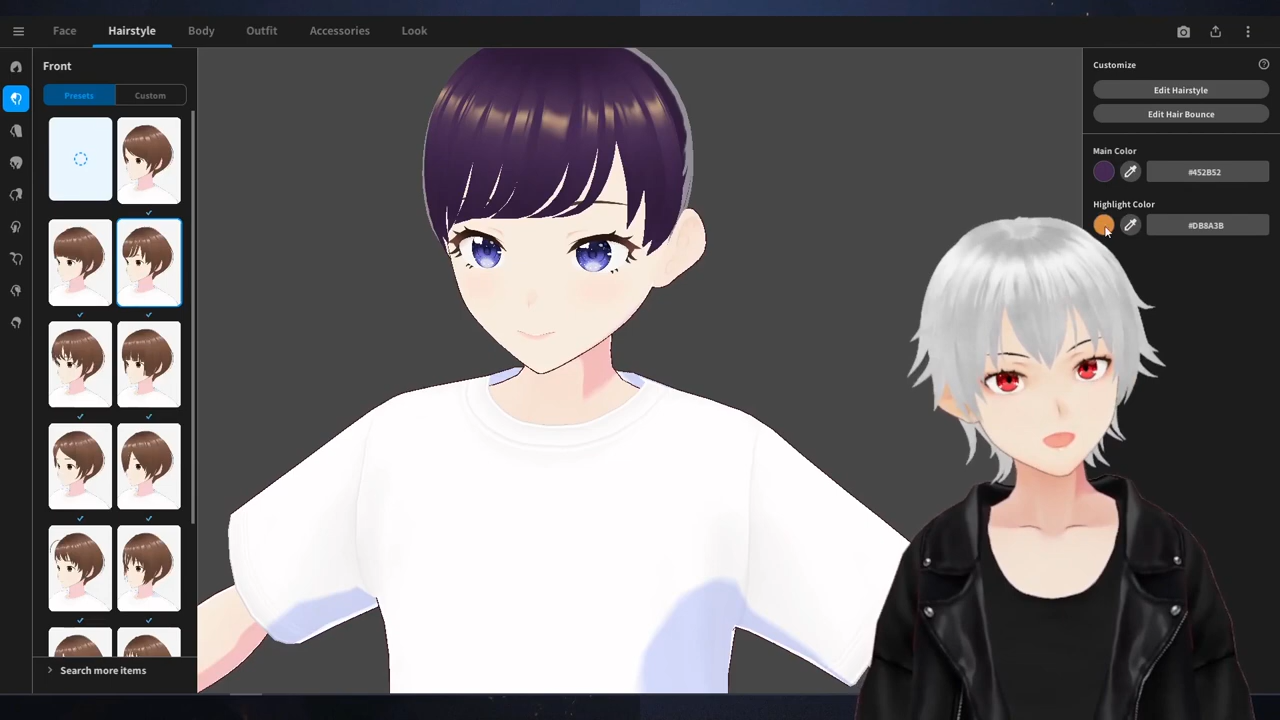 Face Hairstyle Body Outfit Accessories Look
Front
Presets Custom
Search more items
Customize
Edit Hairstyle
Edit Hair Bounce
Main Color
#452B52
Highlight Color
#DB8A3B